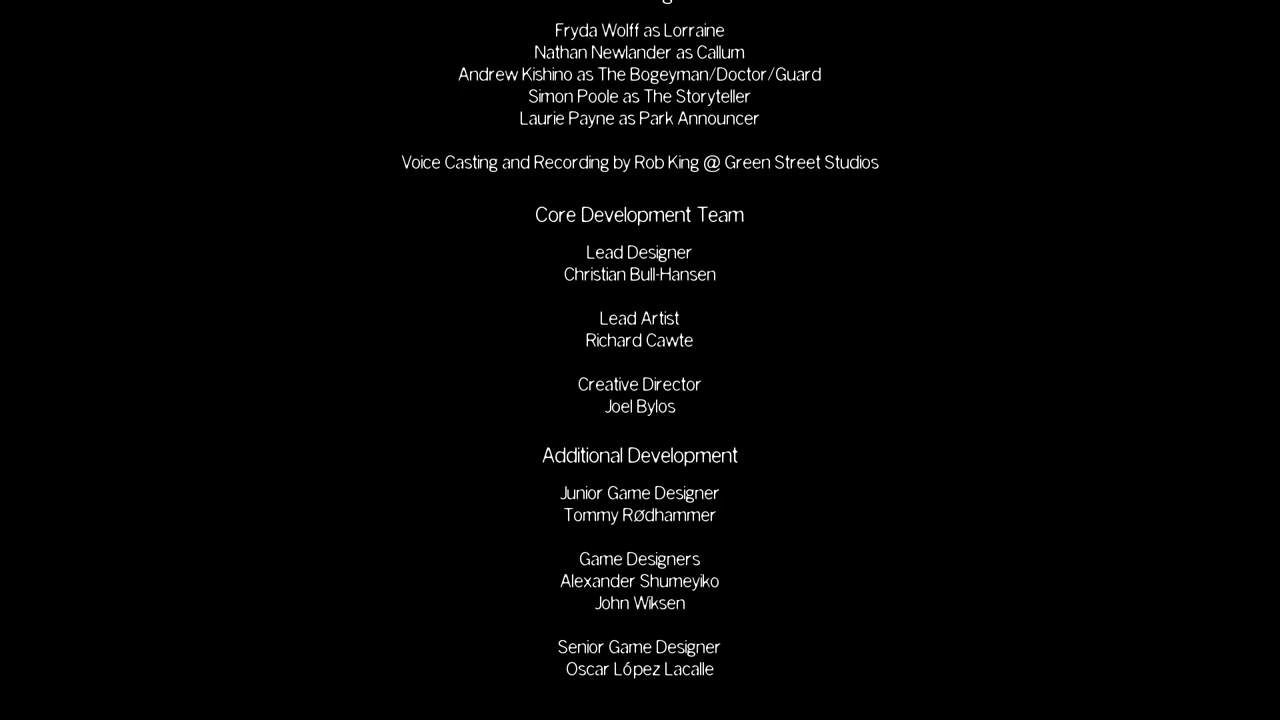 Fryda Wolff as Lorraine
Nathan Newlander as Callum
Andrew Kishino as The Bogeyman/Doctor/Guard
Simon Poole as The Storyteller
Laurie Payne as Park Announcer
Voice Casting and Recording by Rob King @ Green Street Studios
Core Development Team
Lead Designer
Christian Bull-Hansen
Lead Artist
Richard Cawte
Creative Director
Joel Bylos
Additional Development
Junior Game Designer
Tommy Rødhammer
Game Designers
Alexander Shumeyiko
John Wiksen
Senior Game Designer
Oscar López Lacalle